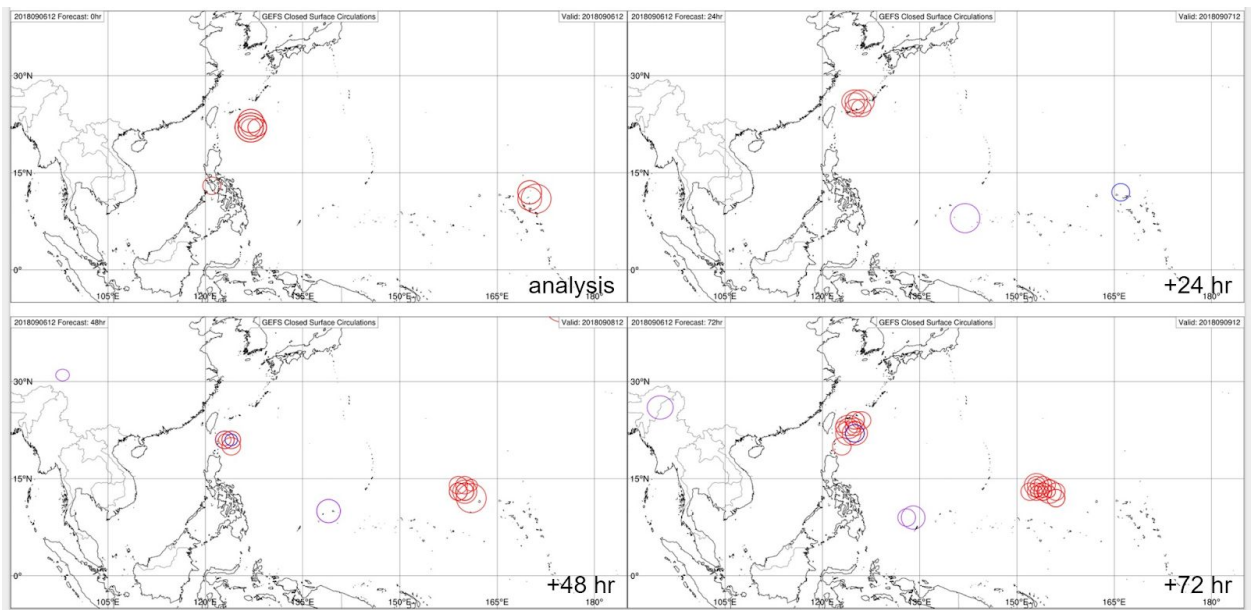 2018090612 Forecast: 0hr GEFS Closed Surface Circulations Valid: 2018090612
30°N
15°N
0°
105°E 120°E 135°E 150°E 165°E 180°
analysis
2018090612 Forecast: 24hr GEFS Closed Surface Circulations Valid: 2018090712
30°N
15°N
0°
105°E 120°E 135°E 150°E 165°E 180°
+24 hr
2018090612 Forecast: 48hr GEFS Closed Surface Circulations Valid: 2018090812
30°N
15°N
0°
105°E 120°E 135°E 150°E 165°E 180°
+48 hr
2018090612 Forecast: 72hr GEFS Closed Surface Circulations Valid: 2018090912
30°N
15°N
0°
105°E 120°E 135°E 150°E 165°E 180°
+72 hr